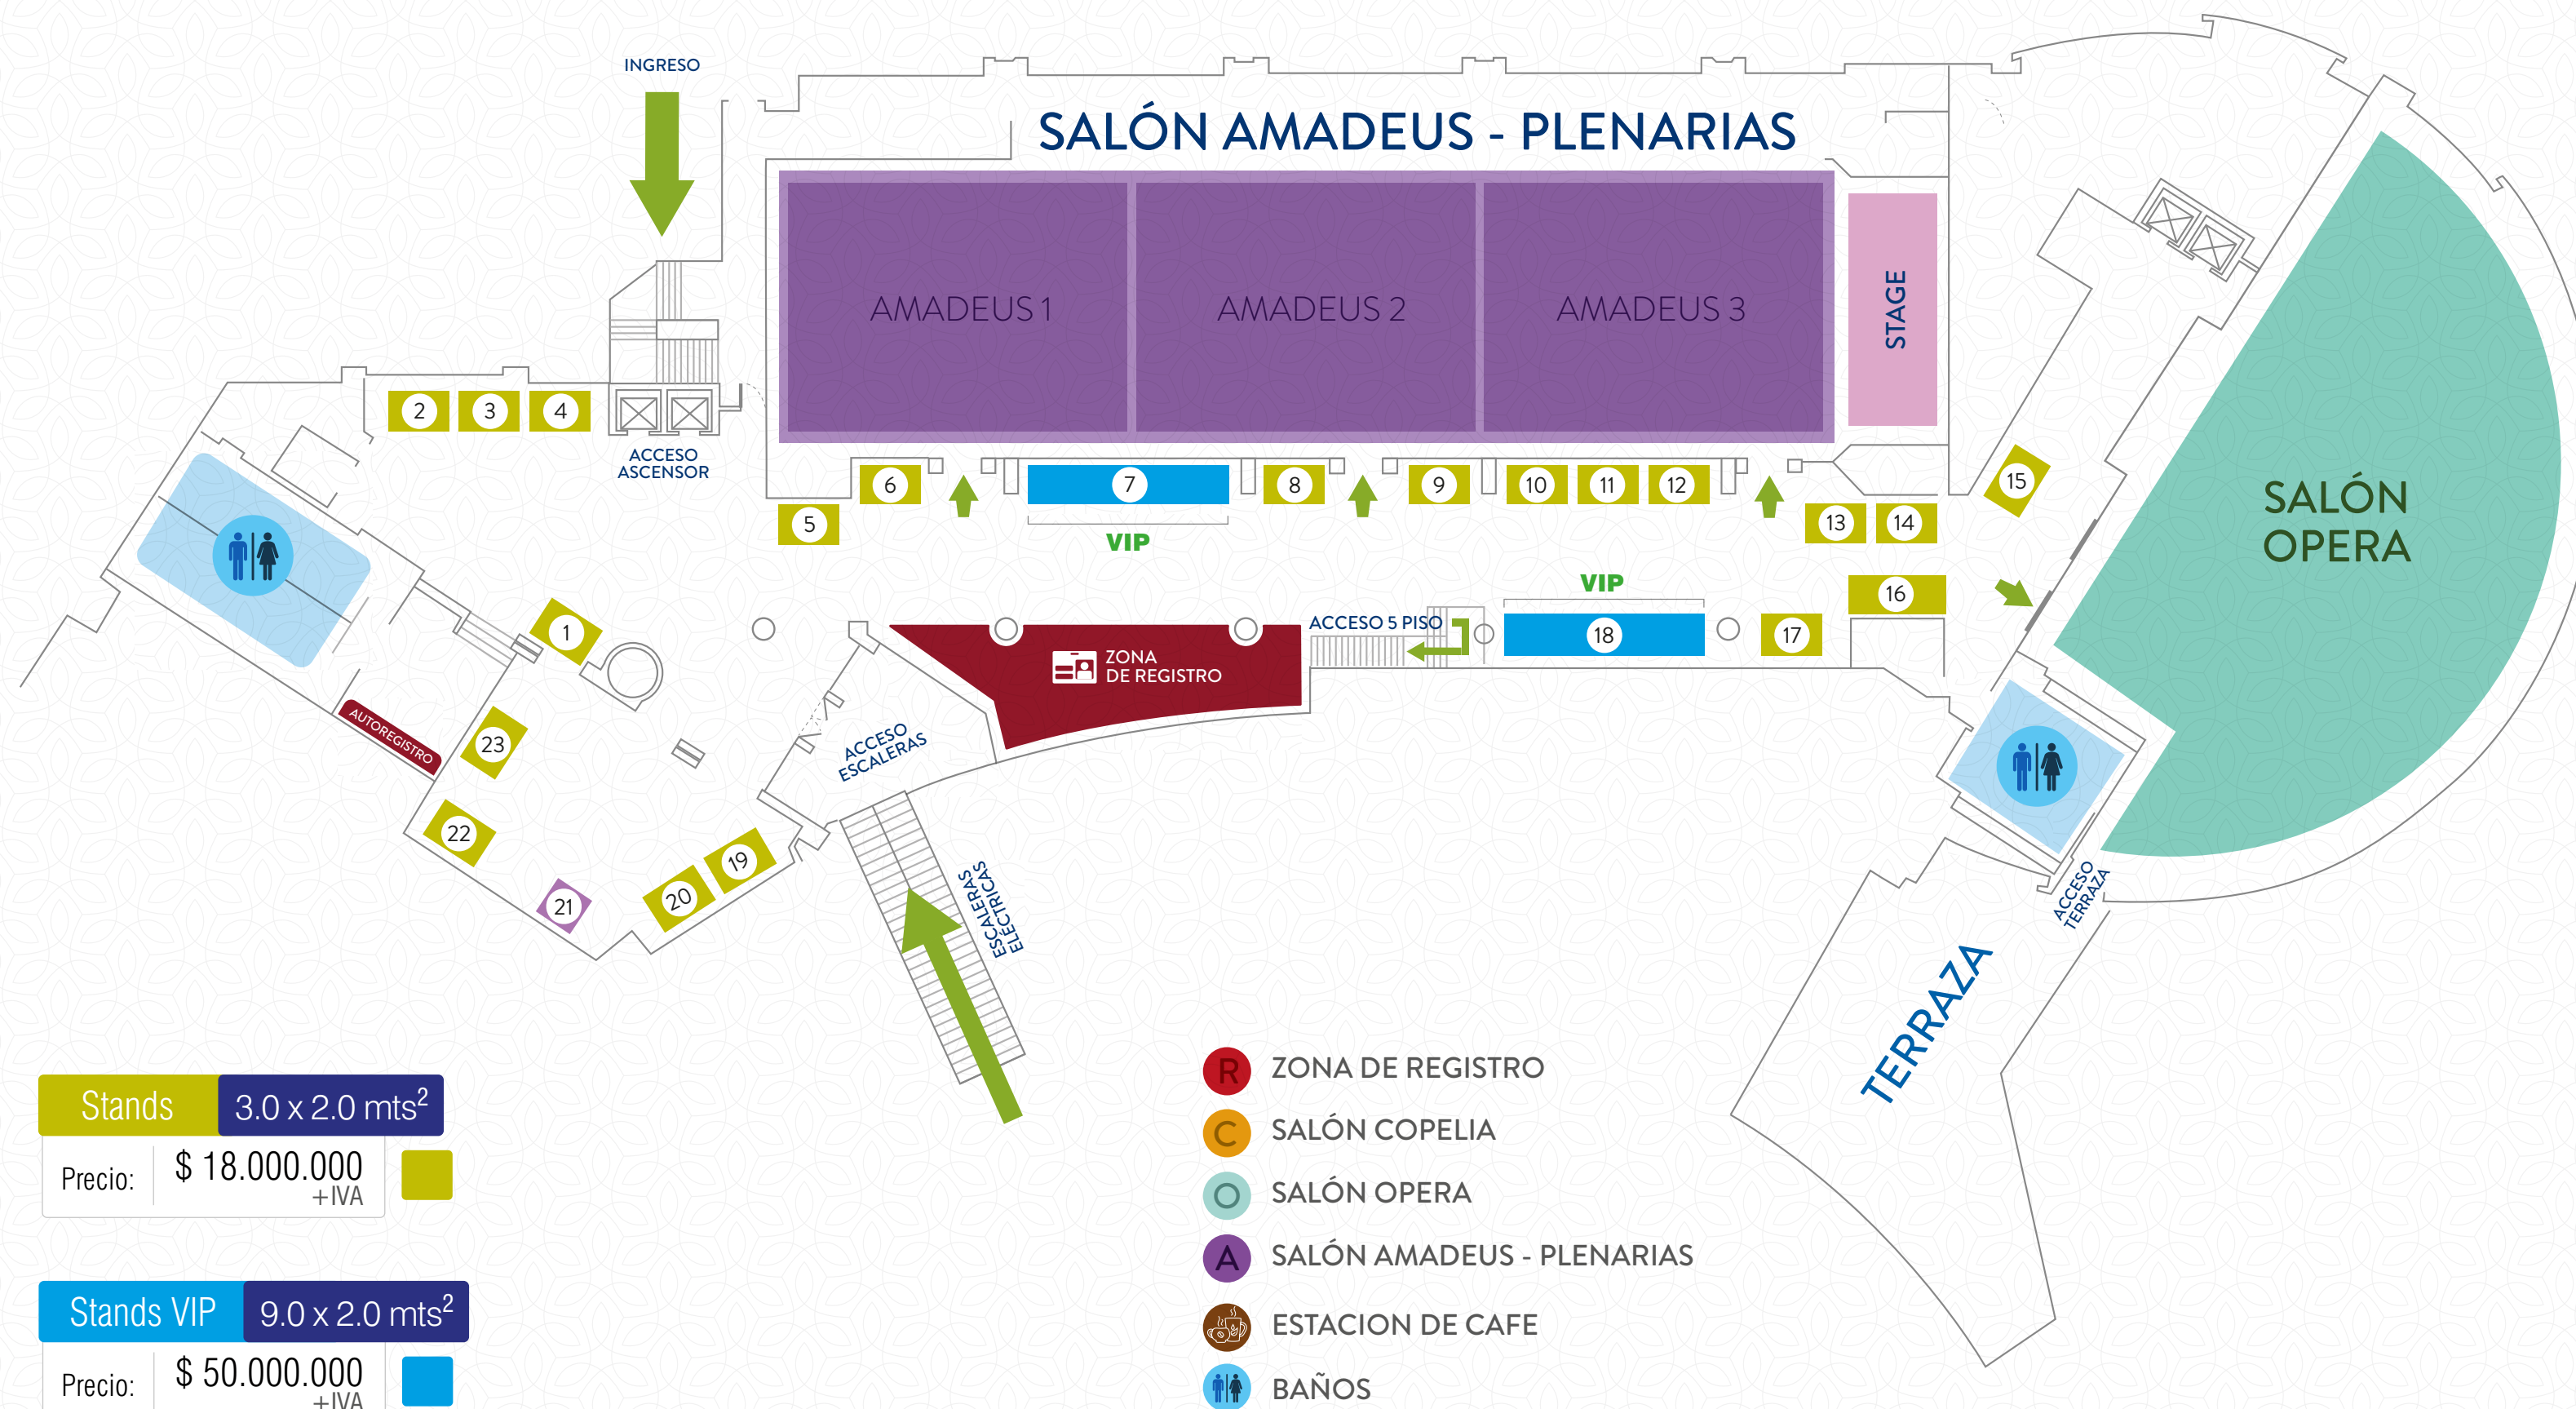 INGRESO
SALÓN AMADEUS - PLENARIAS
AMADEUS 1
AMADEUS 2
AMADEUS 3
STAGE
SALÓN
OPERA
2
3
4
ACCESO
ASCENSOR
5
6
7
VIP
8
9
10
11
12
13
14
15
16
17
VIP
18
ACCESO 5 PISO
ZONA
DE REGISTRO
1
AUTOREGISTRO
23
22
21
20
19
ACCESO
ESCALERAS
ESCALERAS
ELÉCTRICAS
ACCESO
TERRAZA
TERRAZA
Stands
3.0 x 2.0 mts²
Precio:
$ 18.000.000
+IVA
Stands VIP
9.0 x 2.0 mts²
Precio:
$ 50.000.000
+IVA
R
ZONA DE REGISTRO
C
SALÓN COPELIA
O
SALÓN OPERA
A
SALÓN AMADEUS - PLENARIAS
ESTACION DE CAFE
BAÑOS